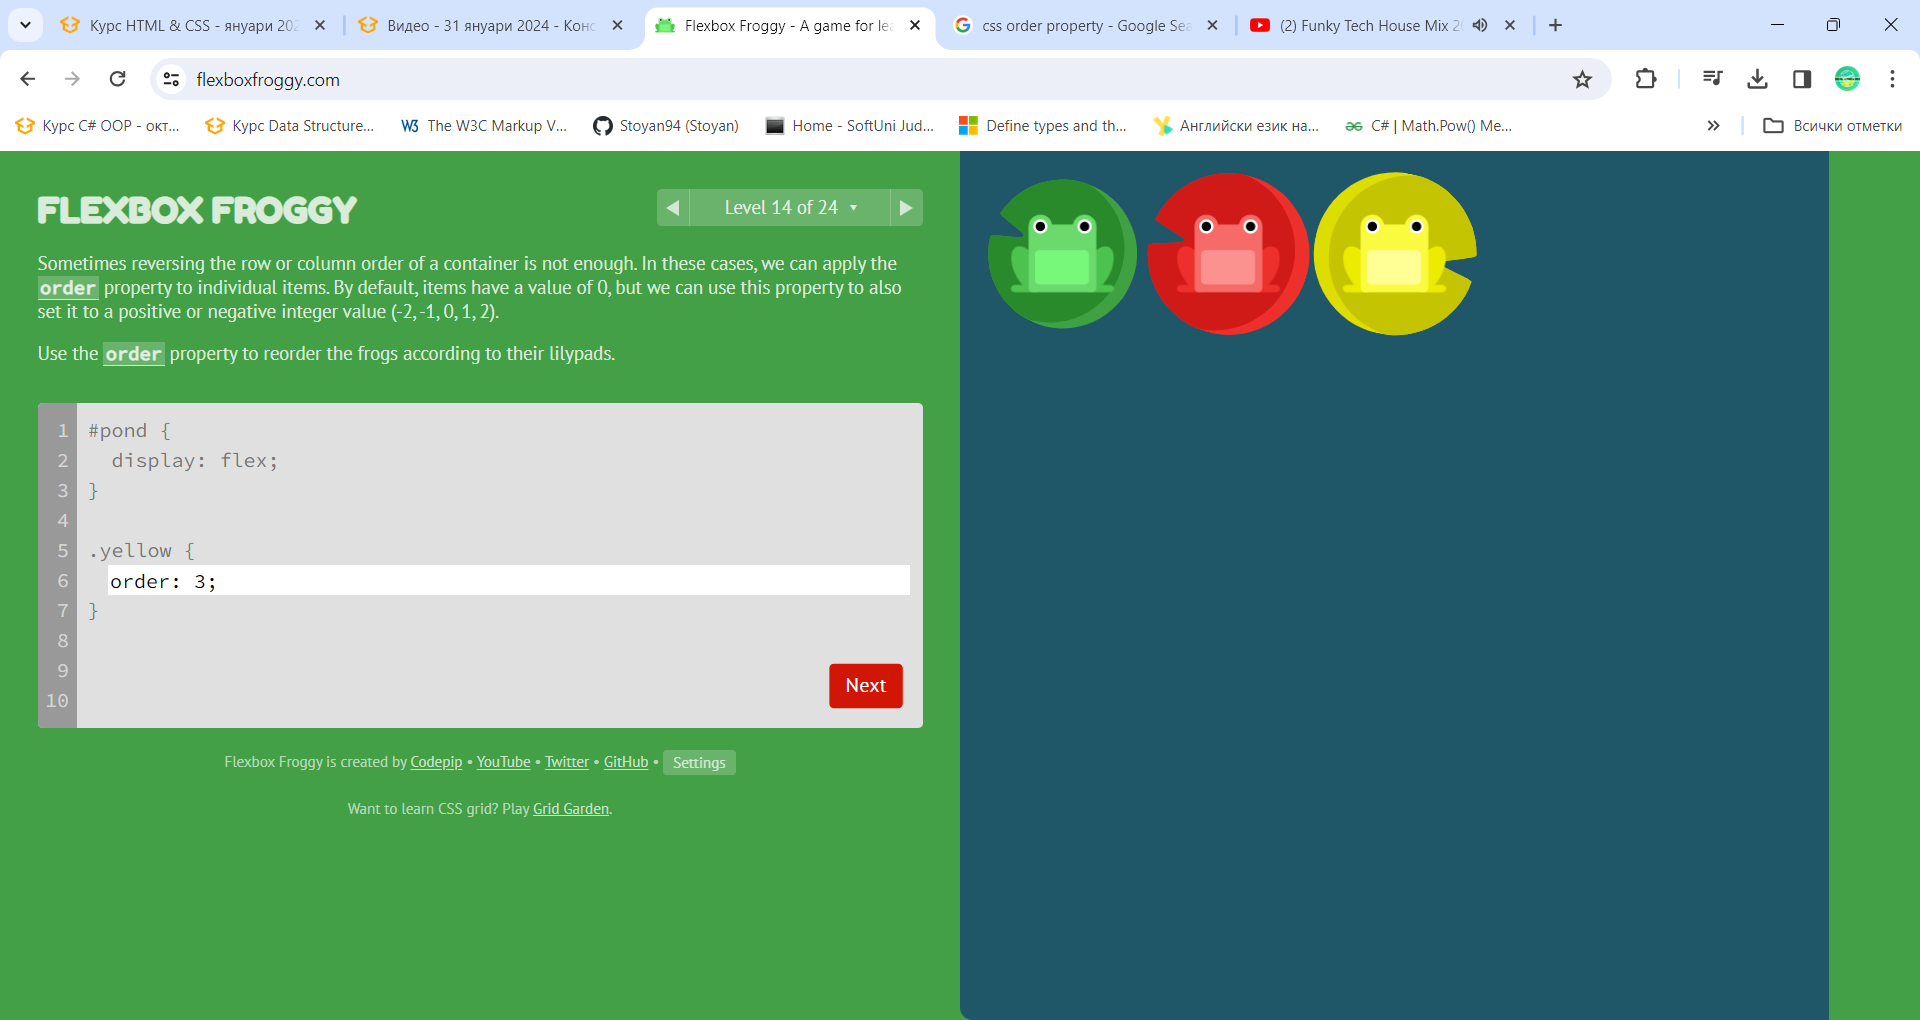 Курс HTML & CSS - януари 202
Видео - 31 януари 2024 - Конс
Flexbox Froggy - A game for lea
css order property - Google Sea
(2) Funky Tech House Mix 2
flexboxfroggy.com
Курс C# OOP - окт...
Курс Data Structure...
W3 The W3C Markup V...
Stoyan94 (Stoyan)
Home - SoftUni Jud...
Define types and th...
Английски език на...
C# | Math.Pow() Me...
Всички отметки
FLEXBOX FROGGY
Level 14 of 24
Sometimes reversing the row or column order of a container is not enough. In these cases, we can apply the
order property to individual items. By default, items have a value of 0, but we can use this property to also
set it to a positive or negative integer value (-2, -1, 0, 1, 2).
Use the order property to reorder the frogs according to their lilypads.
1 #pond {
2 display: flex;
3 }
4
5 .yellow {
6 order: 3;
7 }
8
9
10
Next
Flexbox Froggy is created by Codepip • YouTube • Twitter • GitHub • Settings
Want to learn CSS grid? Play Grid Garden.